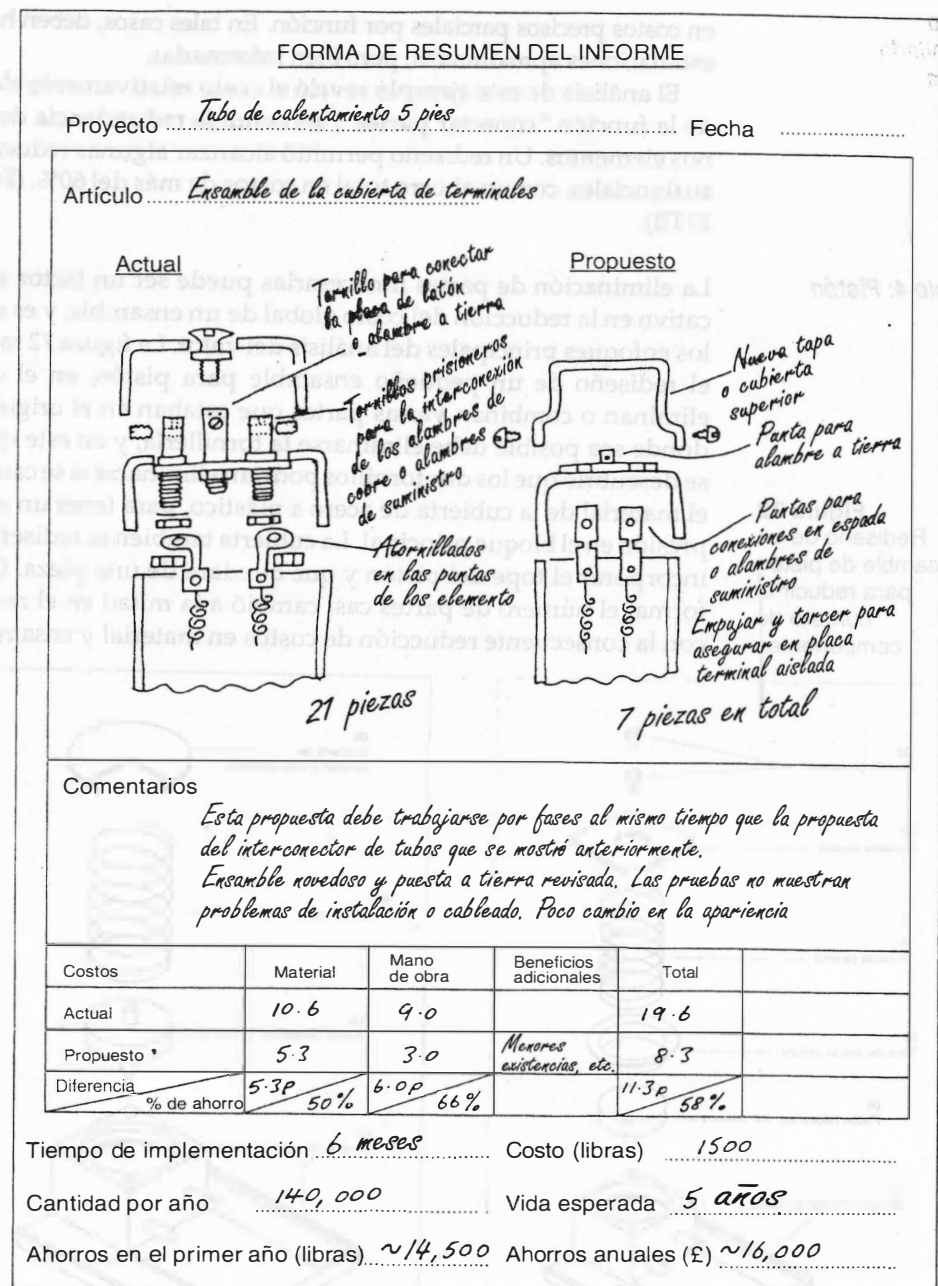 FORMA DE RESUMEN DEL INFORME
Proyecto Tubo de calentamiento 5 pies Fecha
Artículo Ensamble de la cubierta de terminales
Actual
Tornillo para conectar
la placa de latón
o alambre a tierra
Tornillos prisioneros
para la interconexión
de los alambres de
cobre o alambres
de suministro
Atornillados
en las puntas
de los elemento
21 piezas
Propuesto
Nueva tapa
o cubierta
superior
Punta para
alambre a tierra
Puntas para
conexiones en espada
alambres de
suministro
Empujar y torcer para
asegurar en placa
terminal aislada
7 piezas en total
Comentarios
Esta propuesta debe trabajarse por fases al mismo tiempo que la propuesta
del interconector de tubos que se mostró anteriormente.
Ensamble novedoso y puesta a tierra revisada. Las pruebas no muestran
problemas de instalación o cableado. Poco cambio en la apariencia
Costos Material Mano de obra Beneficios adicionales Total
Actual 10.6 9.0 19.6
Propuesto 5.3 3.0 Menores existencias, etc. 8.3
Diferencia % de ahorro 5.3p 50% 6.0p 66% 11.3p 58%
Tiempo de implementación 6 meses Costo (libras) 1500
Cantidad por año 140,000 Vida esperada 5 años
Ahorros en el primer año (libras) ~14,500 Ahorros anuales (£) ~16,000